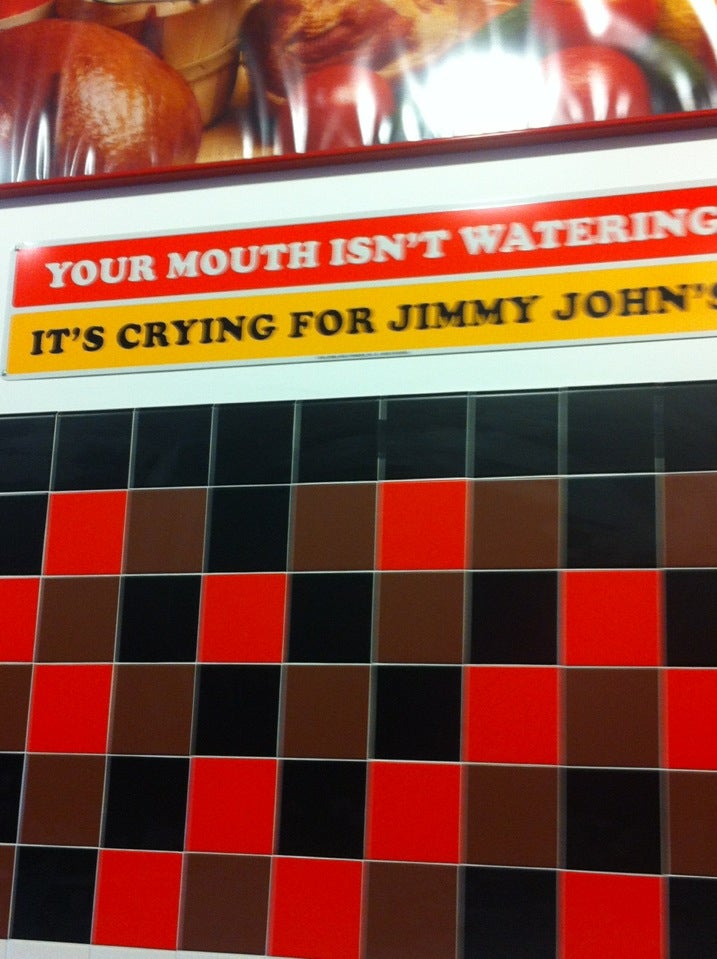 YOUR MOUTH ISN'T WATERING
IT'S CRYING FOR JIMMY JOHN'S